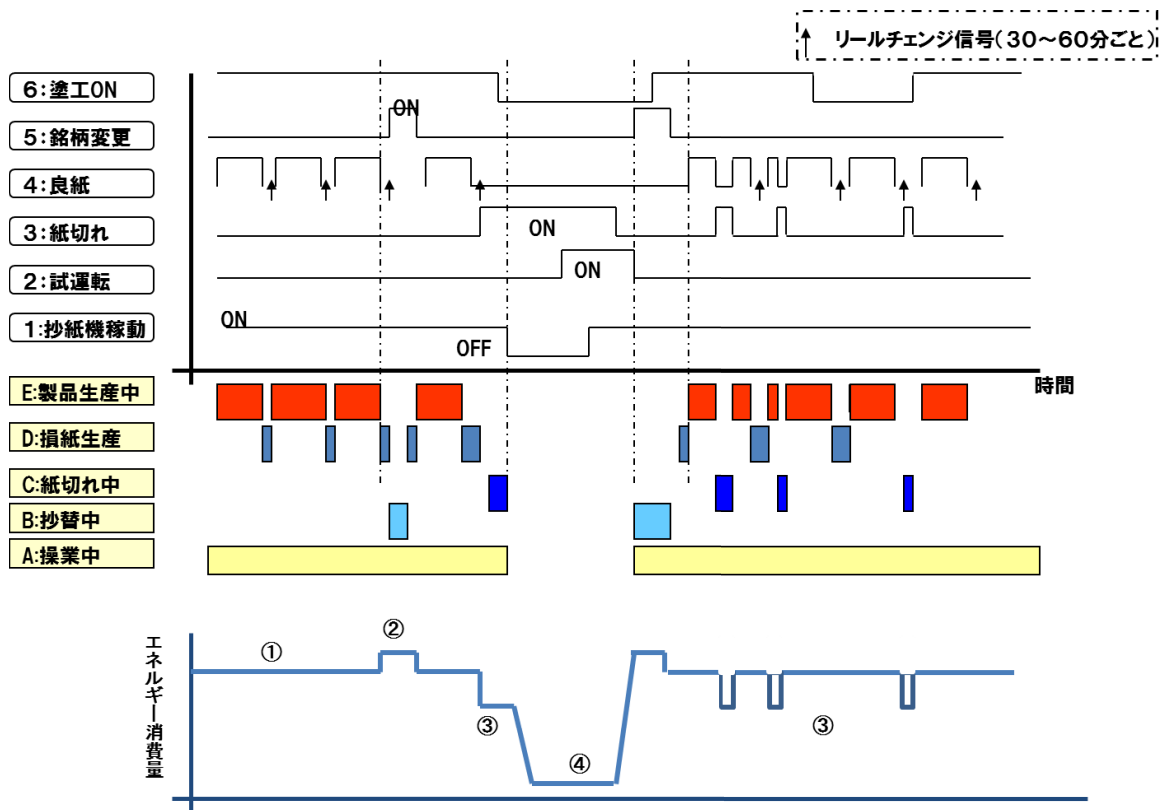 リールチェンジ信号(30～60分ごと)
6:塗工ON
ON
5:銘柄変更
4:良紙
3:紙切れ
ON
2:試運転
ON
ON
1:抄紙機稼動
OFF
時間
E:製品生産中
D:損紙生産
C:紙切れ中
B:抄替中
A:操業中
エネルギー消費量
①
②
③
④
③